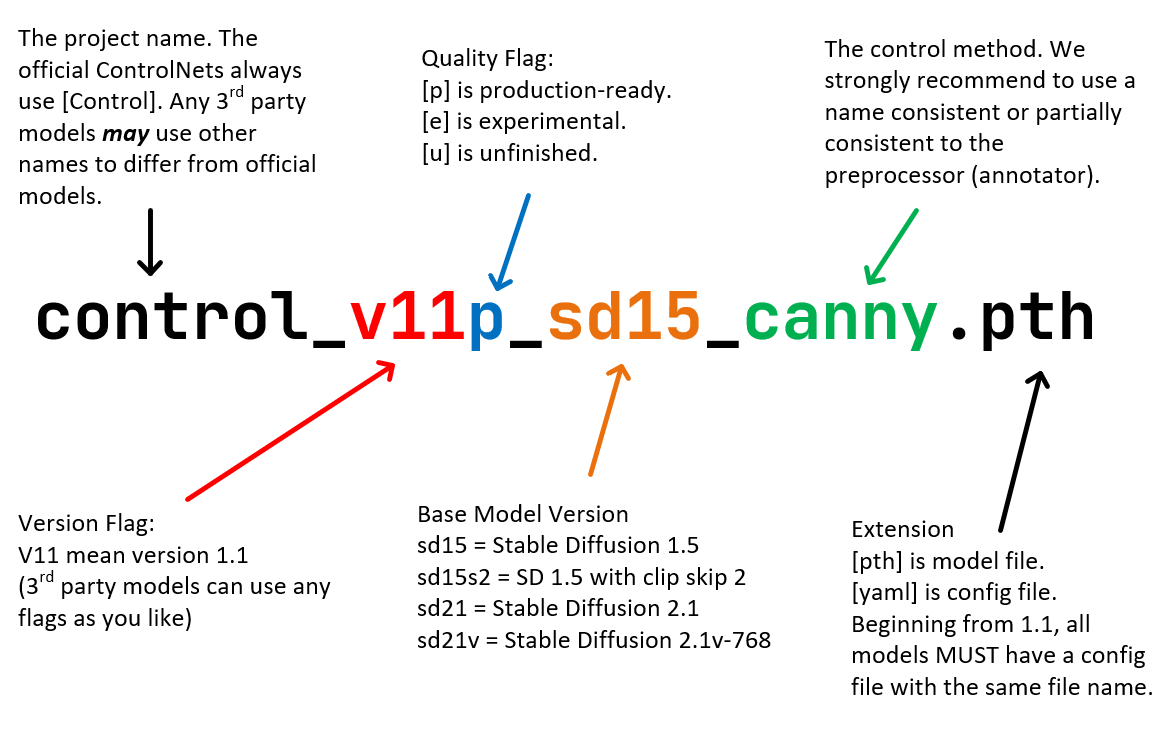 The project name. The
official ControlNets always
use [Control]. Any 3rd party
models may use other
names to differ from official
models.
Quality Flag:
[p] is production-ready.
[e] is experimental.
[u] is unfinished.
The control method. We
strongly recommend to use a
name consistent or partially
consistent to the
preprocessor (annotator).
control_v11p_sd15_canny.pth
Version Flag:
V11 mean version 1.1
(3rd party models can use any
flags as you like)
Base Model Version
sd15 = Stable Diffusion 1.5
sd15s2 = SD 1.5 with clip skip 2
sd21 = Stable Diffusion 2.1
sd21v = Stable Diffusion 2.1v-768
Extension
[pth] is model file.
[yaml] is config file.
Beginning from 1.1, all
models MUST have a config
file with the same file name.